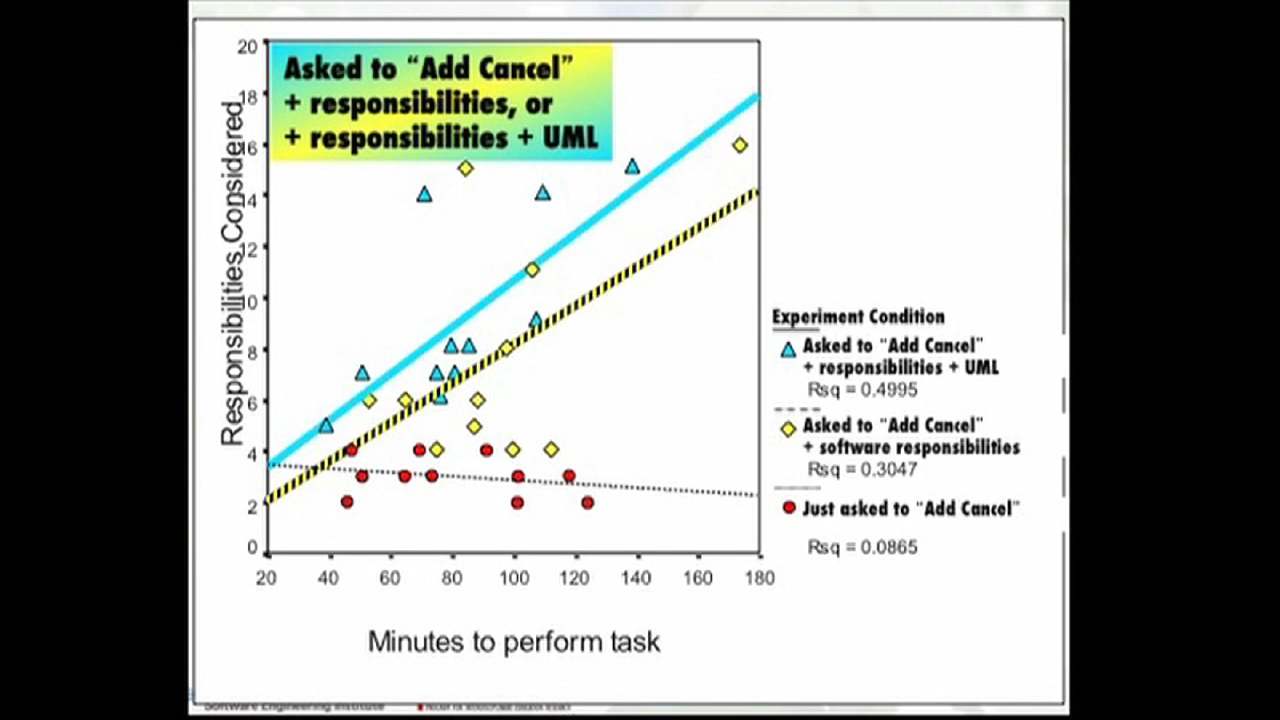 Asked to “Add Cancel”
+ responsibilities, or
+ responsibilities + UML
Responsibilities Considered
20
18
16
14
12
10
8
6
4
2
0
20 40 60 80 100 120 140 160 180
Minutes to perform task
Experiment Condition
Asked to “Add Cancel”
+ responsibilities + UML
Rsq = 0.4995
Asked to “Add Cancel”
+ software responsibilities
Rsq = 0.3047
Just asked to “Add Cancel”
Rsq = 0.0865
Software Engineering Institute